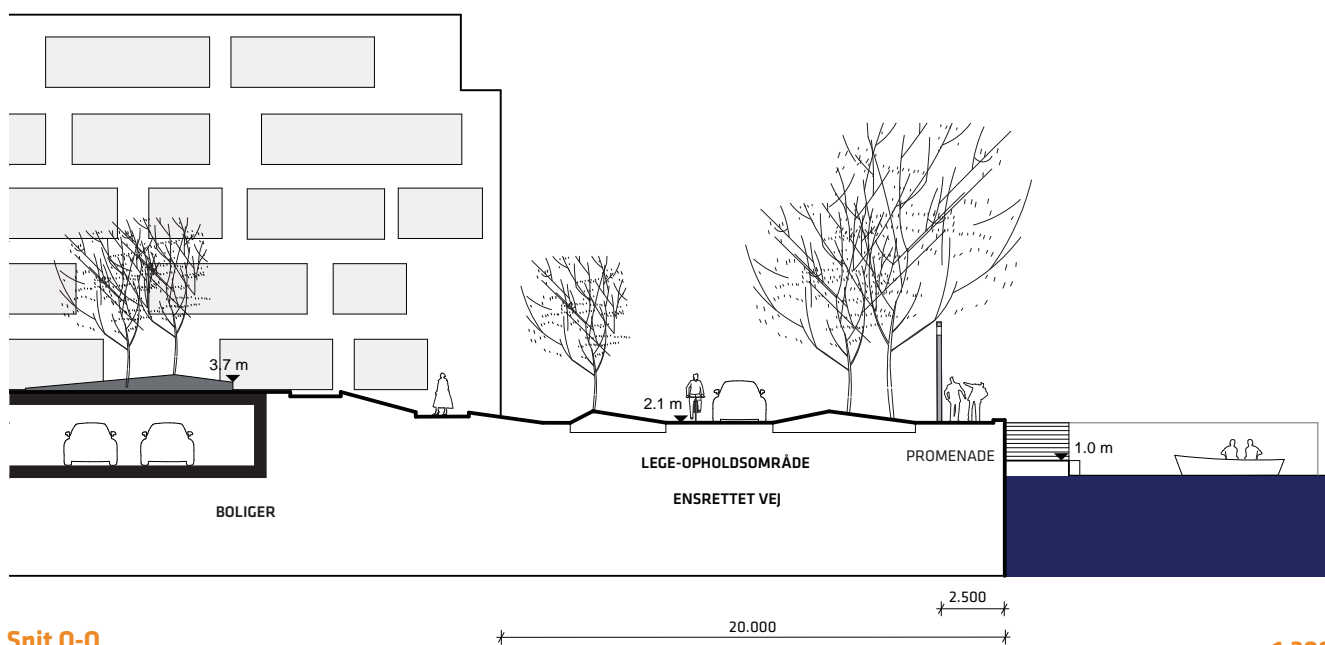 3.7 m
2.1 m
1.0 m
LEGE-OPHOLDSOMRÅDE
PROMENADE
ENSRETTET VEJ
BOLIGER
2.500
20.000